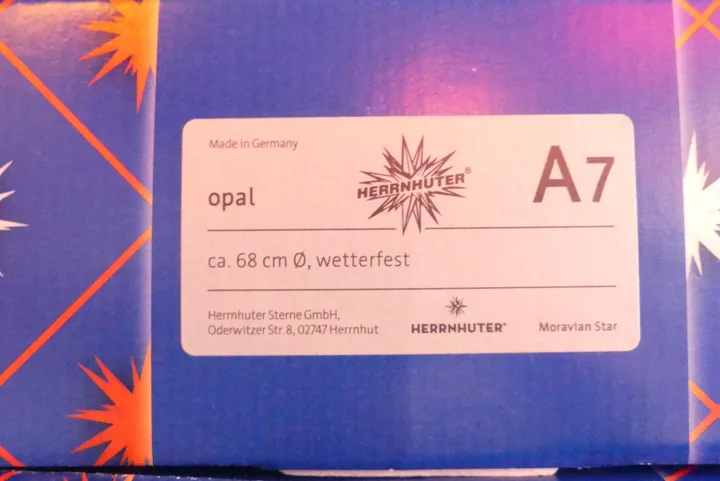 Made in Germany
opal
HERRNHUTER®
A7
ca. 68 cm Ø, wetterfest
Herrnhuter Sterne GmbH,
Oderwitzer Str. 8, 02747 Herrnhut
HERRNHUTER®
Moravian Star